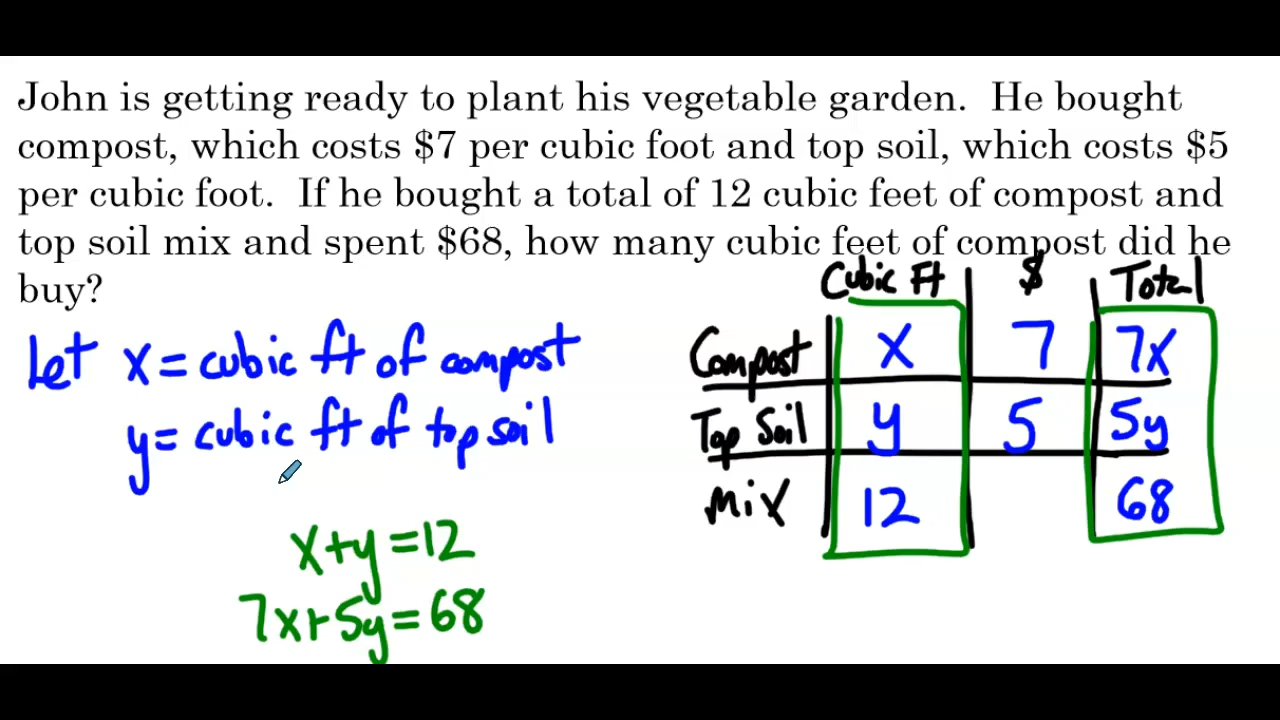 John is getting ready to plant his vegetable garden. He bought
compost, which costs $7 per cubic foot and top soil, which costs $5
per cubic foot. If he bought a total of 12 cubic feet of compost and
top soil mix and spent $68, how many cubic feet of compost did he
buy?
Cubic Ft $ Total
Let x = cubic ft of compost
y = cubic ft of top soil
Compost x 7 7x
Top Soil y 5 5y
Mix 12 68
x+y=12
7x+5y=68